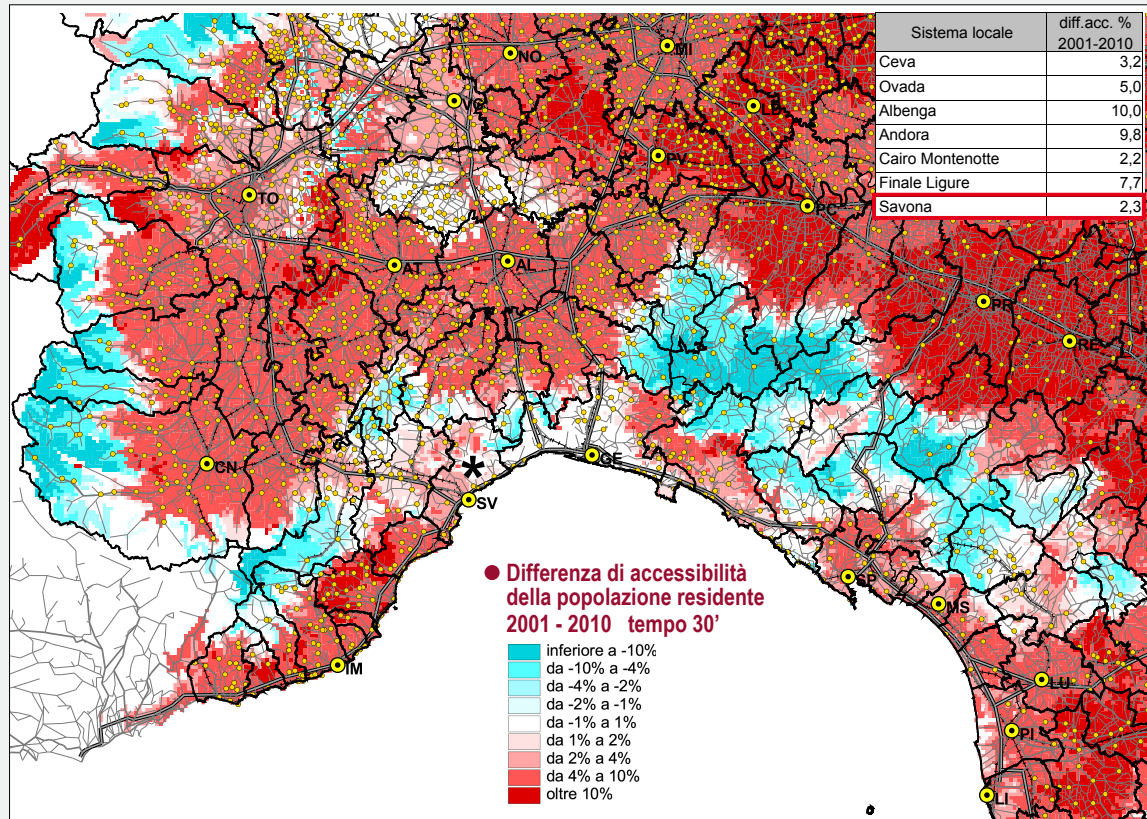 Sistema locale
diff.acc. %
2001-2010
Ceva 3,2
Ovada 5,0
Albenga 10,0
Andora 9,8
Cairo Montenotte 2,2
Finale Ligure 7,7
Savona 2,3
NO
MI
VC
PV
TO
PC
AT
AL
PR
RE
CN
GE
*
SV
SP
MS
IM
LU
PI
LI
● Differenza di accessibilità
della popolazione residente
2001 - 2010 tempo 30'
inferiore a -10%
da -10% a -4%
da -4% a -2%
da -2% a -1%
da -1% a 1%
da 1% a 2%
da 2% a 4%
da 4% a 10%
oltre 10%